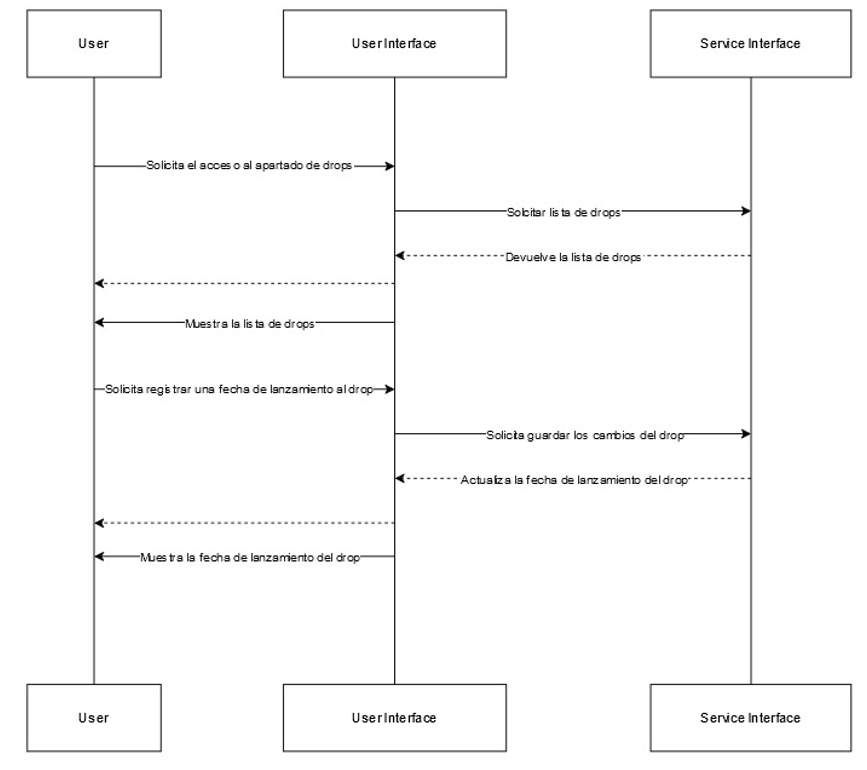 User
User Interface
Service Interface
Solicita el acceso al apartado de drops
Solcitar lista de drops
Devuelve la lista de drops
Muestra la lista de drops
Solicita registrar una fecha de lanzamiento al drop
Solicita guardar los cambios del drop
Actualiza la fecha de lanzamiento del drop
Muestra la fecha de lanzamiento del drop
User
User Interface
Service Interface